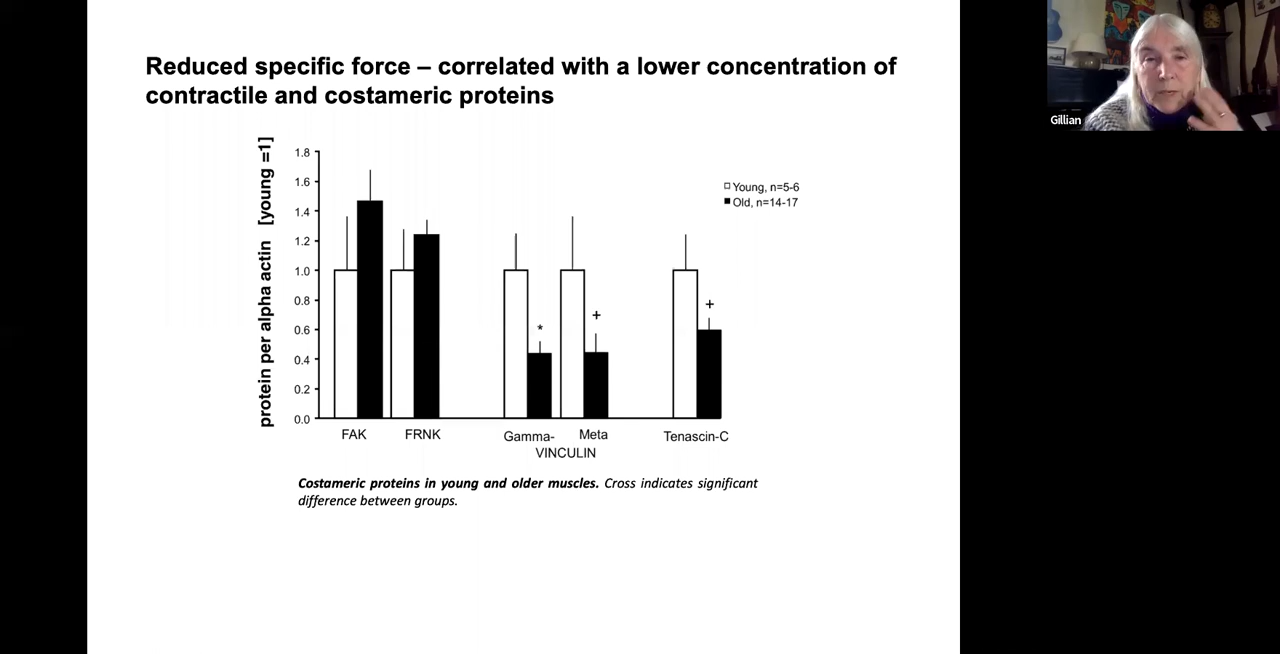 Reduced specific force – correlated with a lower concentration of
contractile and costameric proteins
protein per alpha actin [young =1]
1.8
1.6
1.4
1.2
1.0
0.8
0.6
0.4
0.2
0.0
Young, n=5-6
Old, n=14-17
*
+
+
FAK FRNK Gamma- Meta Tenascin-C
VINCULIN
Costameric proteins in young and older muscles. Cross indicates significant
difference between groups.
Gillian